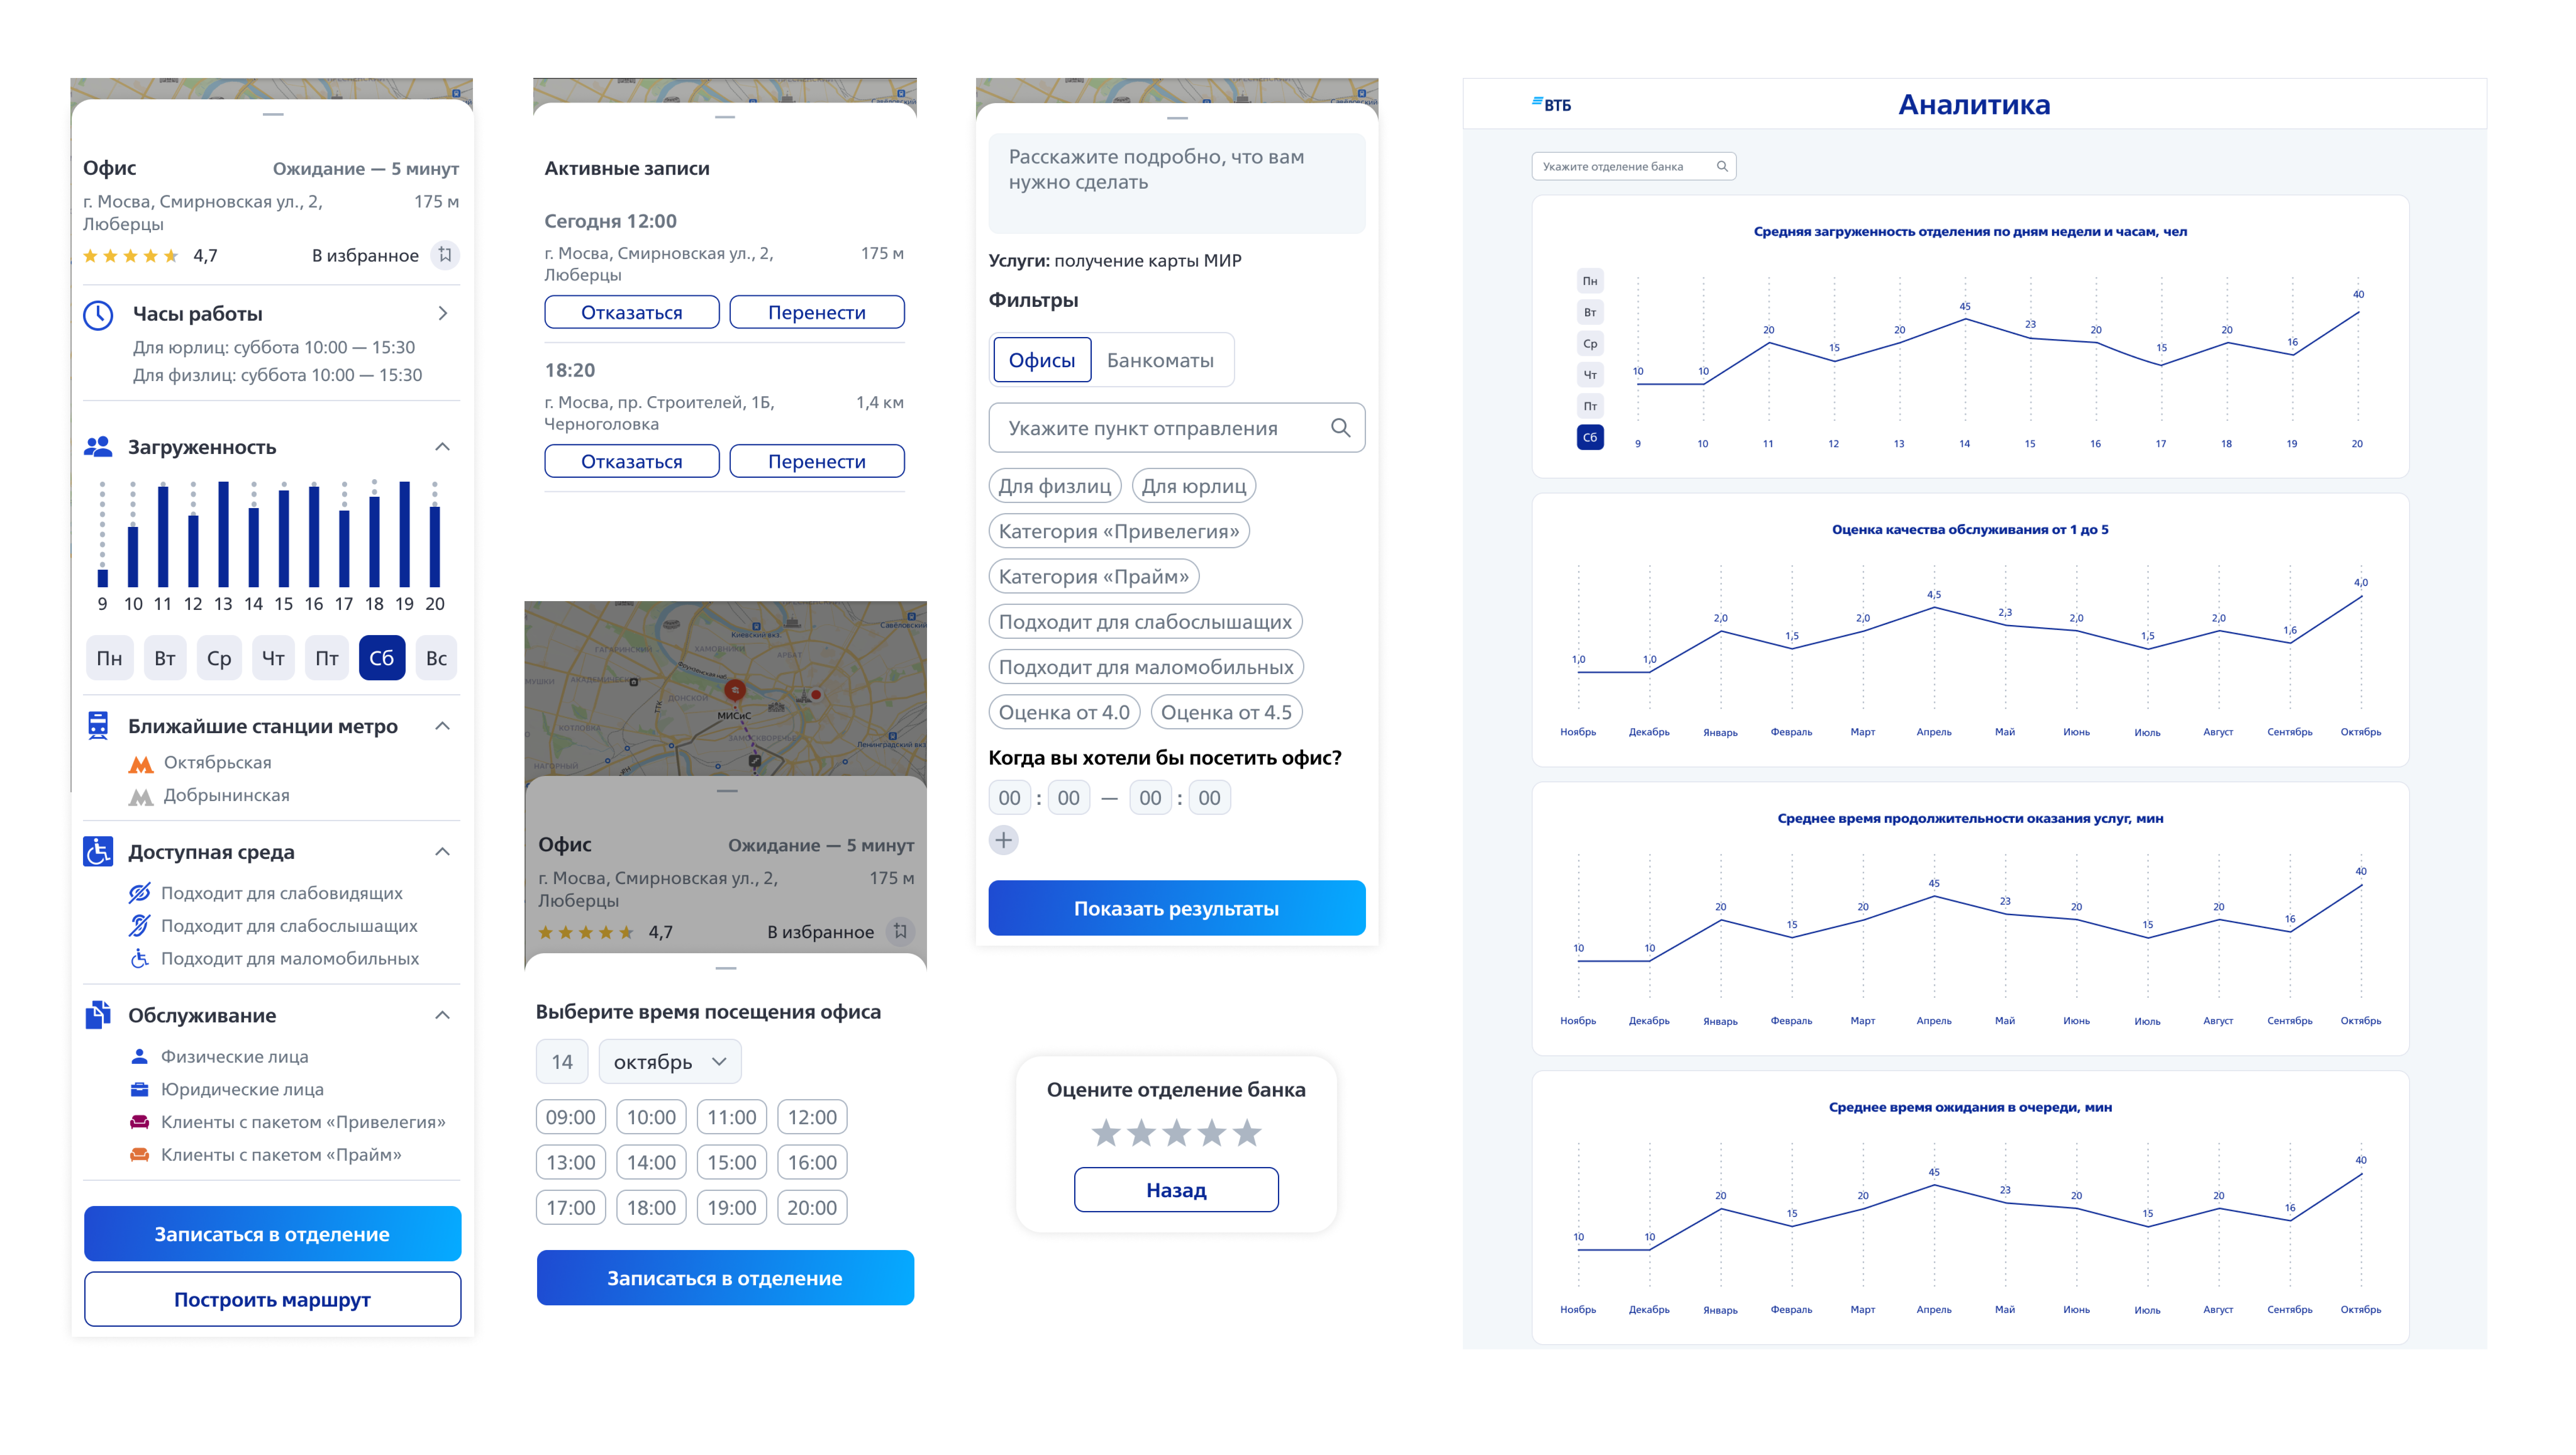 Офис
Ожидание — 5 минут
г. Мосва, Смирновская ул., 2,
Люберцы
175 м
4,7
В избранное
Часы работы
Для юрлиц: суббота 10:00 — 15:30
Для физлиц: суббота 10:00 — 15:30
Загруженность
9 10 11 12 13 14 15 16 17 18 19 20
Пн Вт Ср Чт Пт Сб Вс
Ближайшие станции метро
Октябрьская
Добрынинская
Доступная среда
Подходит для слабовидящих
Подходит для слабослышащих
Подходит для маломобильных
Обслуживание
Физические лица
Юридические лица
Клиенты с пакетом «Привелегия»
Клиенты с пакетом «Прайм»
Записаться в отделение
Построить маршрут
Активные записи
Сегодня 12:00
г. Мосва, Смирновская ул., 2,
Люберцы
175 м
Отказаться Перенести
18:20
г. Мосва, пр. Строителей, 1Б,
Черноголовка
1,4 км
Отказаться Перенести
Киевский вкз.
Савёловский
ГАГАРИНСКИЙ
ХАМОВНИКИ
АРБАТ
АКАДЕМИЧЕСКИЙ
ДОНСКОЙ
МИСиС
ТТК
КОТЛОВКА
ЗАМОСКВОРЕЧЬЕ
Ленинградский вкз
НАГОРНЫЙ
Офис
Ожидание — 5 минут
г. Мосва, Смирновская ул., 2,
Люберцы
175 м
4,7
В избранное
Выберите время посещения офиса
14 октябрь
09:00 10:00 11:00 12:00
13:00 14:00 15:00 16:00
17:00 18:00 19:00 20:00
Записаться в отделение
Расскажите подробно, что вам
нужно сделать
Услуги: получение карты МИР
Фильтры
Офисы Банкоматы
Укажите пункт отправления
Для физлиц Для юрлиц
Категория «Привелегия»
Категория «Прайм»
Подходит для слабослышащих
Подходит для маломобильных
Оценка от 4.0 Оценка от 4.5
Когда вы хотели бы посетить офис?
00 : 00 — 00 : 00
Показать результаты
Оцените отделение банка
Назад
ВТБ
Аналитика
Укажите отделение банка
Средняя загруженность отделения по дням недели и часам, чел
Пн
Вт
Ср
Чт
Пт
Сб
10 10 20 15 20 45 23 20 15 20 16 40
9 10 11 12 13 14 15 16 17 18 19 20
Оценка качества обслуживания от 1 до 5
1,0 1,0 2,0 1,5 2,0 4,5 2,3 2,0 1,5 2,0 1,6 4,0
Ноябрь Декабрь Январь Февраль Март Апрель Май Июнь Июль Август Сентябрь Октябрь
Среднее время продолжительности оказания услуг, мин
10 10 20 15 20 45 23 20 15 20 16 40
Ноябрь Декабрь Январь Февраль Март Апрель Май Июнь Июль Август Сентябрь Октябрь
Среднее время ожидания в очереди, мин
10 10 20 15 20 45 23 20 15 20 16 40
Ноябрь Декабрь Январь Февраль Март Апрель Май Июнь Июль Август Сентябрь Октябрь